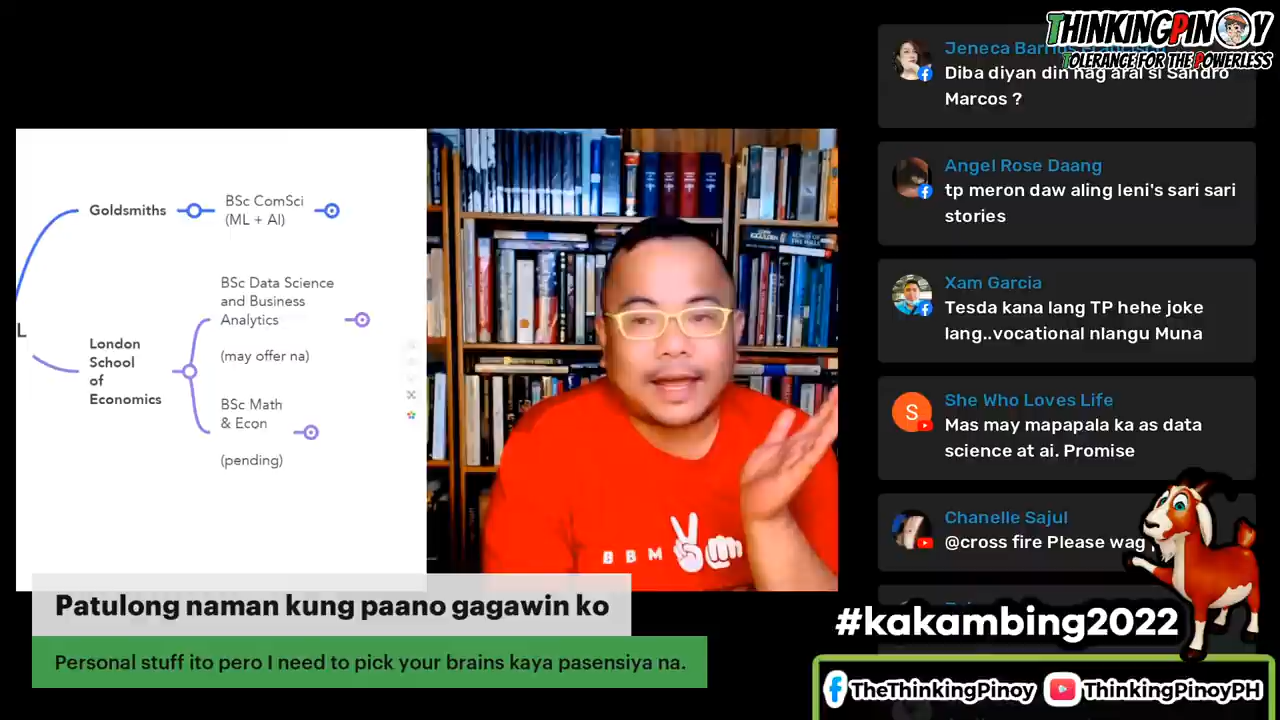 THINKINGPINOY
TOLERANCE FOR THE POWERLESS
L
Goldsmiths
BSc ComSci
(ML + AI)
BSc Data Science
and Business
Analytics
(may offer na)
London
School
of
Economics
BSc Math
& Econ
(pending)
BBM
Patulong naman kung paano gagawin ko
Personal stuff ito pero I need to pick your brains kaya pasensiya na.
Jeneca Barrios
Diba diyan din nag aral si Sandro
Marcos ?
Angel Rose Daang
tp meron daw aling leni's sari sari
stories
Xam Garcia
Tesda kana lang TP hehe joke
lang..vocational nlangu Muna
She Who Loves Life
S
Mas may mapapala ka as data
science at ai. Promise
Chanelle Sajul
@cross fire Please wag
#kakambing2022
TheThinkingPinoy
ThinkingPinoyPH